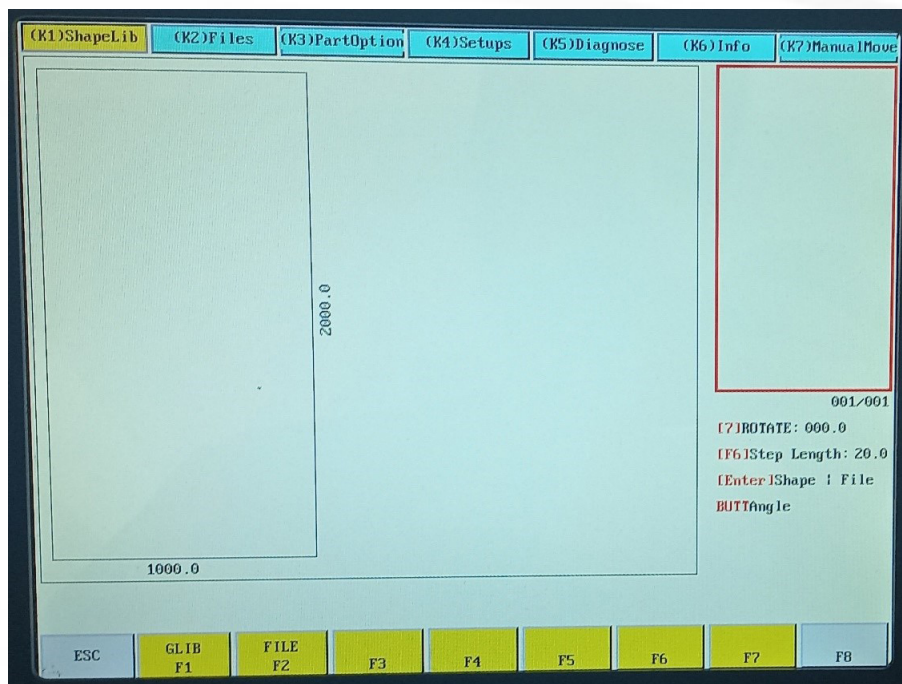 (K1)ShapeLib (K2)Files (K3)PartOption (K4)Setups (K5)Diagnose (K6)Info (K7)ManualMove
2000.0
1000.0
001/001
[7]ROTATE: 000.0
[F6]Step Length: 20.0
[Enter]Shape ¦ File
BUTTAngle
ESC GLIB FILE
F1 F2 F3 F4 F5 F6 F7 F8